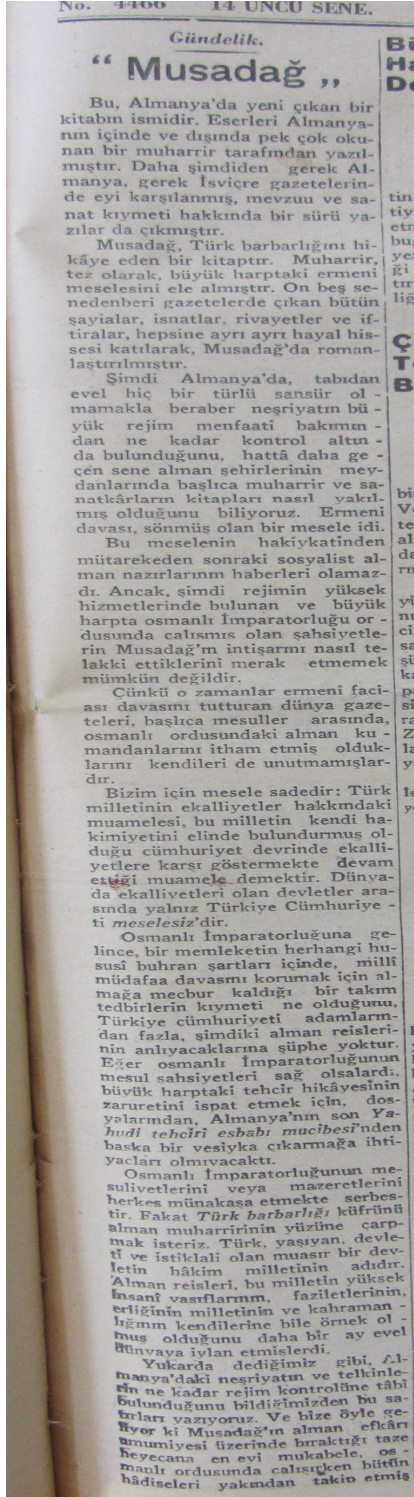 No. 4466 14 ÜNCÜ SENE.
Gündelik.
“ Musadağ „
Bu, Almanya'da yeni çıkan bir
kitabın ismidir. Eserleri Almanya-
nın içinde ve dışında pek çok oku-
nan bir muharrir tarafından yazıl-
mıştır. Daha şimdiden gerek Al-
manya, gerek İsviçre gazetelerin-
de eyi karşılanmış, mevzuu ve sa-
nat kıymeti hakkında bir sürü ya-
zılar da çıkmıştır.
Musadağ, Türk barbarlığını hi-
kâye eden bir kitaptır. Muharrir,
tez olarak, büyük harptaki ermeni
meselesini ele almıştır. On beş se-
nedenberi gazetelerde çıkan bütün
şayialar, isnatlar, rivayetler ve if-
tiralar, hepsine ayrı ayrı hayal his-
sesi katılarak, Musadağ'da roman-
laştırılmıştır.
Şimdi Almanya'da, tabıdan
evel hiç bir türlü sansür ol -
mamakla beraber neşriyatın bü -
yük rejim menfaati bakımın -
dan ne kadar kontrol altın -
da bulunduğunu, hattâ daha ge -
çen sene alman şehirlerinin mey-
danlarında başlıca muharrir ve sa-
natkârların kitapları nasıl yakıl-
mış olduğunu biliyoruz. Ermeni
davası, sönmüş olan bir mesele idi.
Bu meselenin hakiykatinden
mütarekeden sonraki sosyalist al-
man nazırlarının haberleri olamaz-
dı. Ancak, şimdi rejimin yüksek
hizmetlerinde bulunan ve büyük
harpta osmanlı İmparatorluğu or -
dusunda calısmıs olan şahsiyetle-
rin Musadağ'ın intişarını nasıl te-
lakki ettiklerini merak etmemek
mümkün değildir.
Çünkü o zamanlar ermeni faci-
ası davasını tutturan dünya gaze-
teleri, başlıca mesuller arasında,
osmanlı ordusundaki alman ku -
mandanlarını itham etmiş olduk-
larını kendileri de unutmamışlar-
dır.
Bizim için mesele sadedir: Türk
milletinin ekalliyetler hakkındaki
muamelesi, bu milletin kendi ha-
kimiyetini elinde bulundurmuş ol-
duğu cümhuriyet devrinde ekalli-
yetlere karşı göstermekte devam
ettiği muamele demektir. Dünya-
da ekalliyetleri olan devletler ara-
sında yalnız Türkiye Cümhuriye -
ti meselesiz'dir.
Osmanlı İmparatorluğuna ge-
lince, bir memleketin herhangi hu-
susî buhran şartları içinde, millî
müdafaa davasını korumak için al-
mağa mecbur kaldığı bir takım
tedbirlerin kıymeti ne olduğunu,
Türkiye cümhuriyeti adamların-
dan fazla, şimdiki alman reisleri-
nin anlıyacaklarına şüphe yoktur.
Eğer osmanlı İmparatorluğunun
mesul sahsiyetleri sağ olsalardı,
büyük harptaki tehcir hikâyesinin
zaruretini ispat etmek için, dos-
yalarından, Almanya'nın son Ya-
hudi tehciri esbabı mucibesi'nden
baska bir vesiyka çıkarmağa ihti-
yacları olmıvacaktı.
Osmanlı İmparatorluğunun me-
suliyetlerini veya mazeretlerini
herkes münakaşa etmekte serbes-
tir. Fakat Türk barbarlığı küfrünü
alman muharririnin yüzüne çarp-
mak isteriz. Türk, yaşıyan, devle-
ti ve istiklali olan muasır bir dev-
letin hâkim milletinin adıdır.
Alman reisleri, bu milletin yüksek
insanî vasıflarının, faziletlerinin,
erliğinin milletinin ve kahraman -
lığının kendilerine bile örnek ol -
muş olduğunu daha bir ay evel
dünvaya iylan etmişlerdi.
Yukarda dediğimiz gibi, Al-
manya'daki neşriyatın ve telkinle-
rin ne kadar rejim kontrolüne tâbi
bulunduğunu bildiğimizden bu sa-
tırları yazıyoruz. Ve bize öyle ge-
liyor ki Musadağ'ın alman efkârı
umumiyesi üzerinde bıraktığı taze
heyecana en evi mukabele, os -
manlı ordusunda calışırken bütün
hâdiseleri yakından takip etmiş